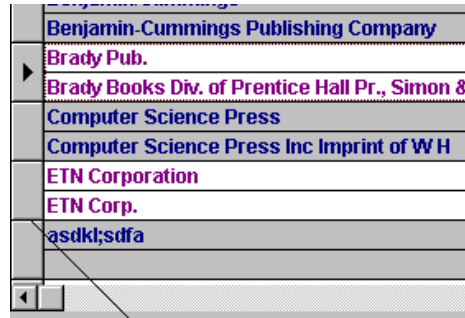 Benjamin-Cummings Publishing Company
Brady Pub.
Brady Books Div. of Prentice Hall Pr., Simon &
Computer Science Press
Computer Science Press Inc Imprint of W H
ETN Corporation
ETN Corp.
asdkl;sdfa